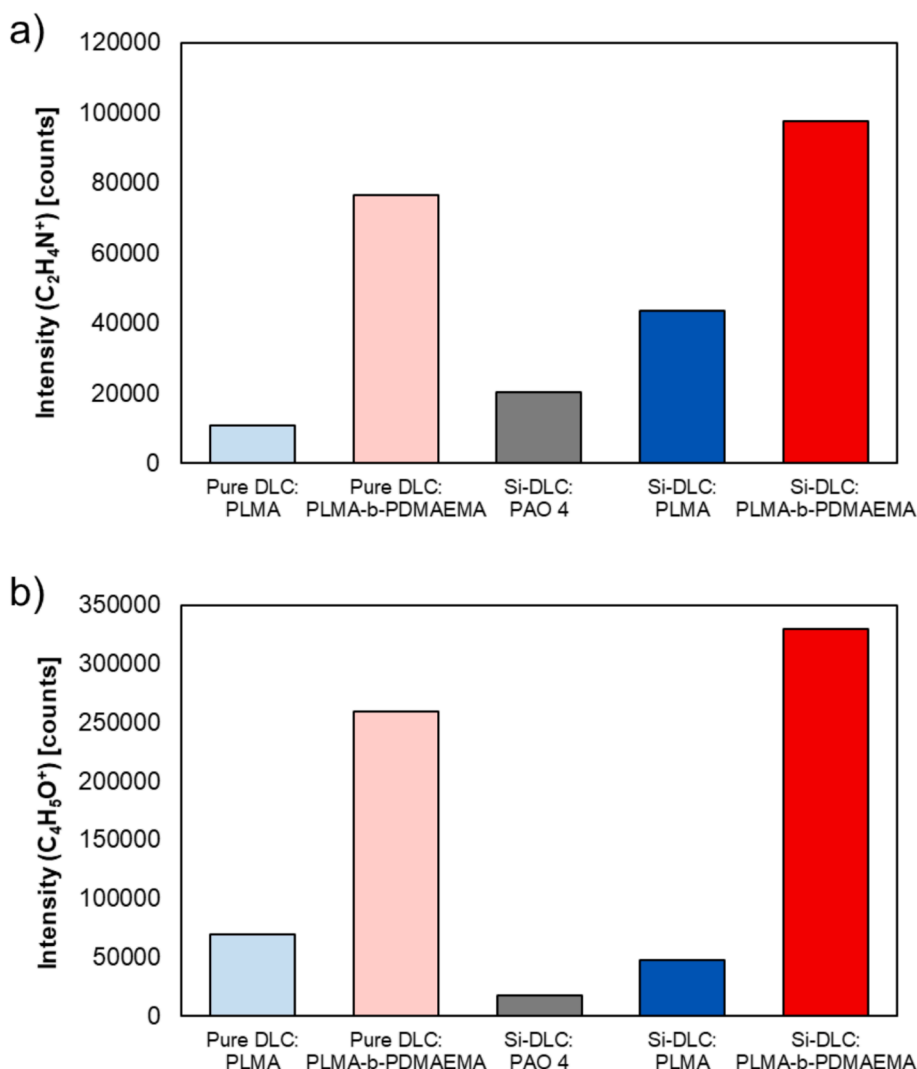 a)
Intensity (C₂H₄N⁺) [counts]
120000
100000
80000
60000
40000
20000
0
Pure DLC:
PLMA
Pure DLC:
PLMA-b-PDMAEMA
Si-DLC:
PAO 4
Si-DLC:
PLMA
Si-DLC:
PLMA-b-PDMAEMA
b)
Intensity (C₄H₅O⁺) [counts]
350000
300000
250000
200000
150000
100000
50000
0
Pure DLC:
PLMA
Pure DLC:
PLMA-b-PDMAEMA
Si-DLC:
PAO 4
Si-DLC:
PLMA
Si-DLC:
PLMA-b-PDMAEMA